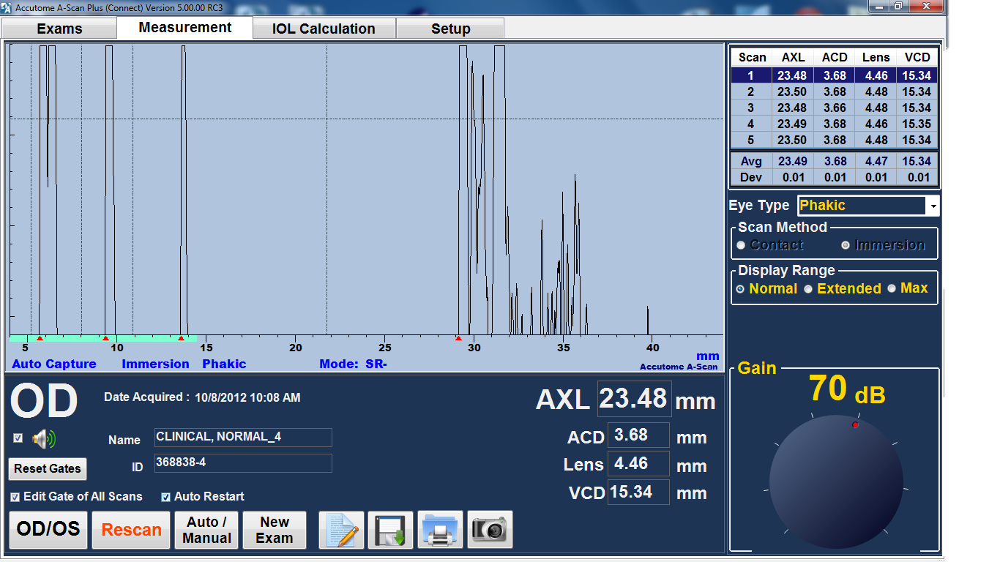 Accutome A-Scan Plus (Connect) Version 5.00.00 RC3
Exams Measurement IOL Calculation Setup
5 10 15 20 25 30 35 40
mm
Auto Capture Immersion Phakic Mode: SR-
Accutome A-Scan
Scan AXL ACD Lens VCD
1 23.48 3.68 4.46 15.34
2 23.50 3.68 4.48 15.34
3 23.48 3.66 4.48 15.34
4 23.49 3.68 4.46 15.35
5 23.50 3.68 4.48 15.34
Avg 23.49 3.68 4.47 15.34
Dev 0.01 0.01 0.01 0.01
Eye Type Phakic
Scan Method
Contact Immersion
Display Range
Normal Extended Max
Gain
70 dB
OD
Date Acquired : 10/8/2012 10:08 AM
Name CLINICAL, NORMAL_4
ID 368838-4
Reset Gates
Edit Gate of All Scans Auto Restart
AXL 23.48 mm
ACD 3.68 mm
Lens 4.46 mm
VCD 15.34 mm
OD/OS
Rescan
Auto /
Manual
New
Exam